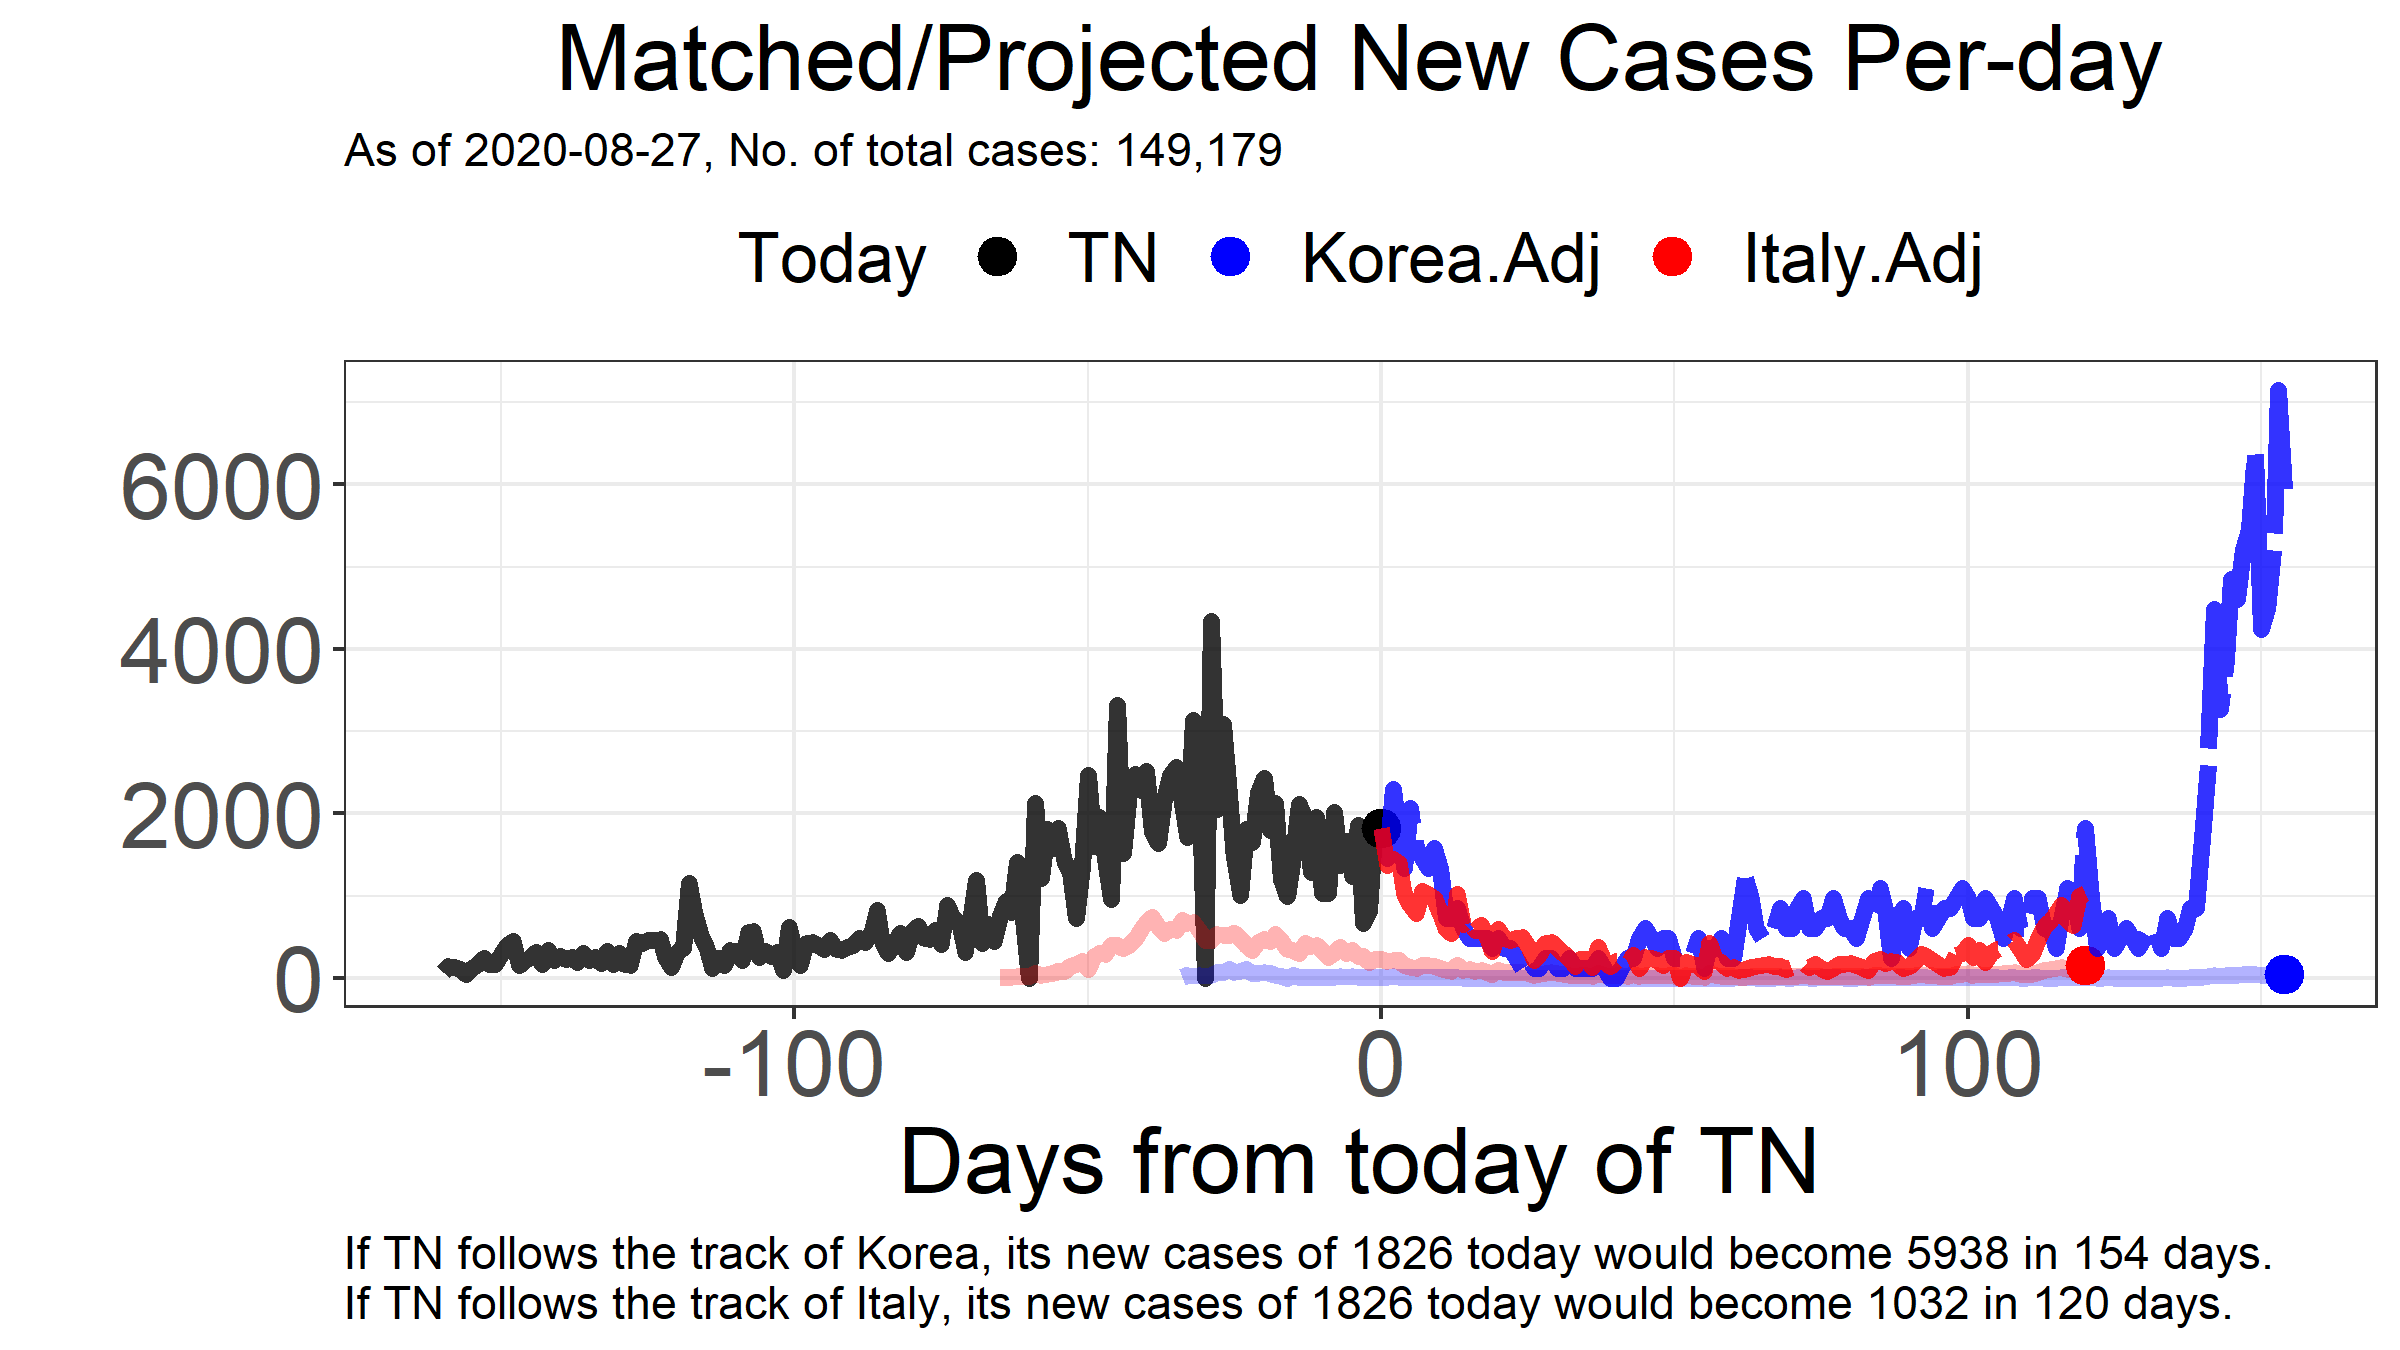 Matched/Projected New Cases Per-day
As of 2020-08-27, No. of total cases: 149,179
Today TN Korea.Adj Italy.Adj
6000
4000
2000
0
-100 0 100
Days from today of TN
If TN follows the track of Korea, its new cases of 1826 today would become 5938 in 154 days.
If TN follows the track of Italy, its new cases of 1826 today would become 1032 in 120 days.